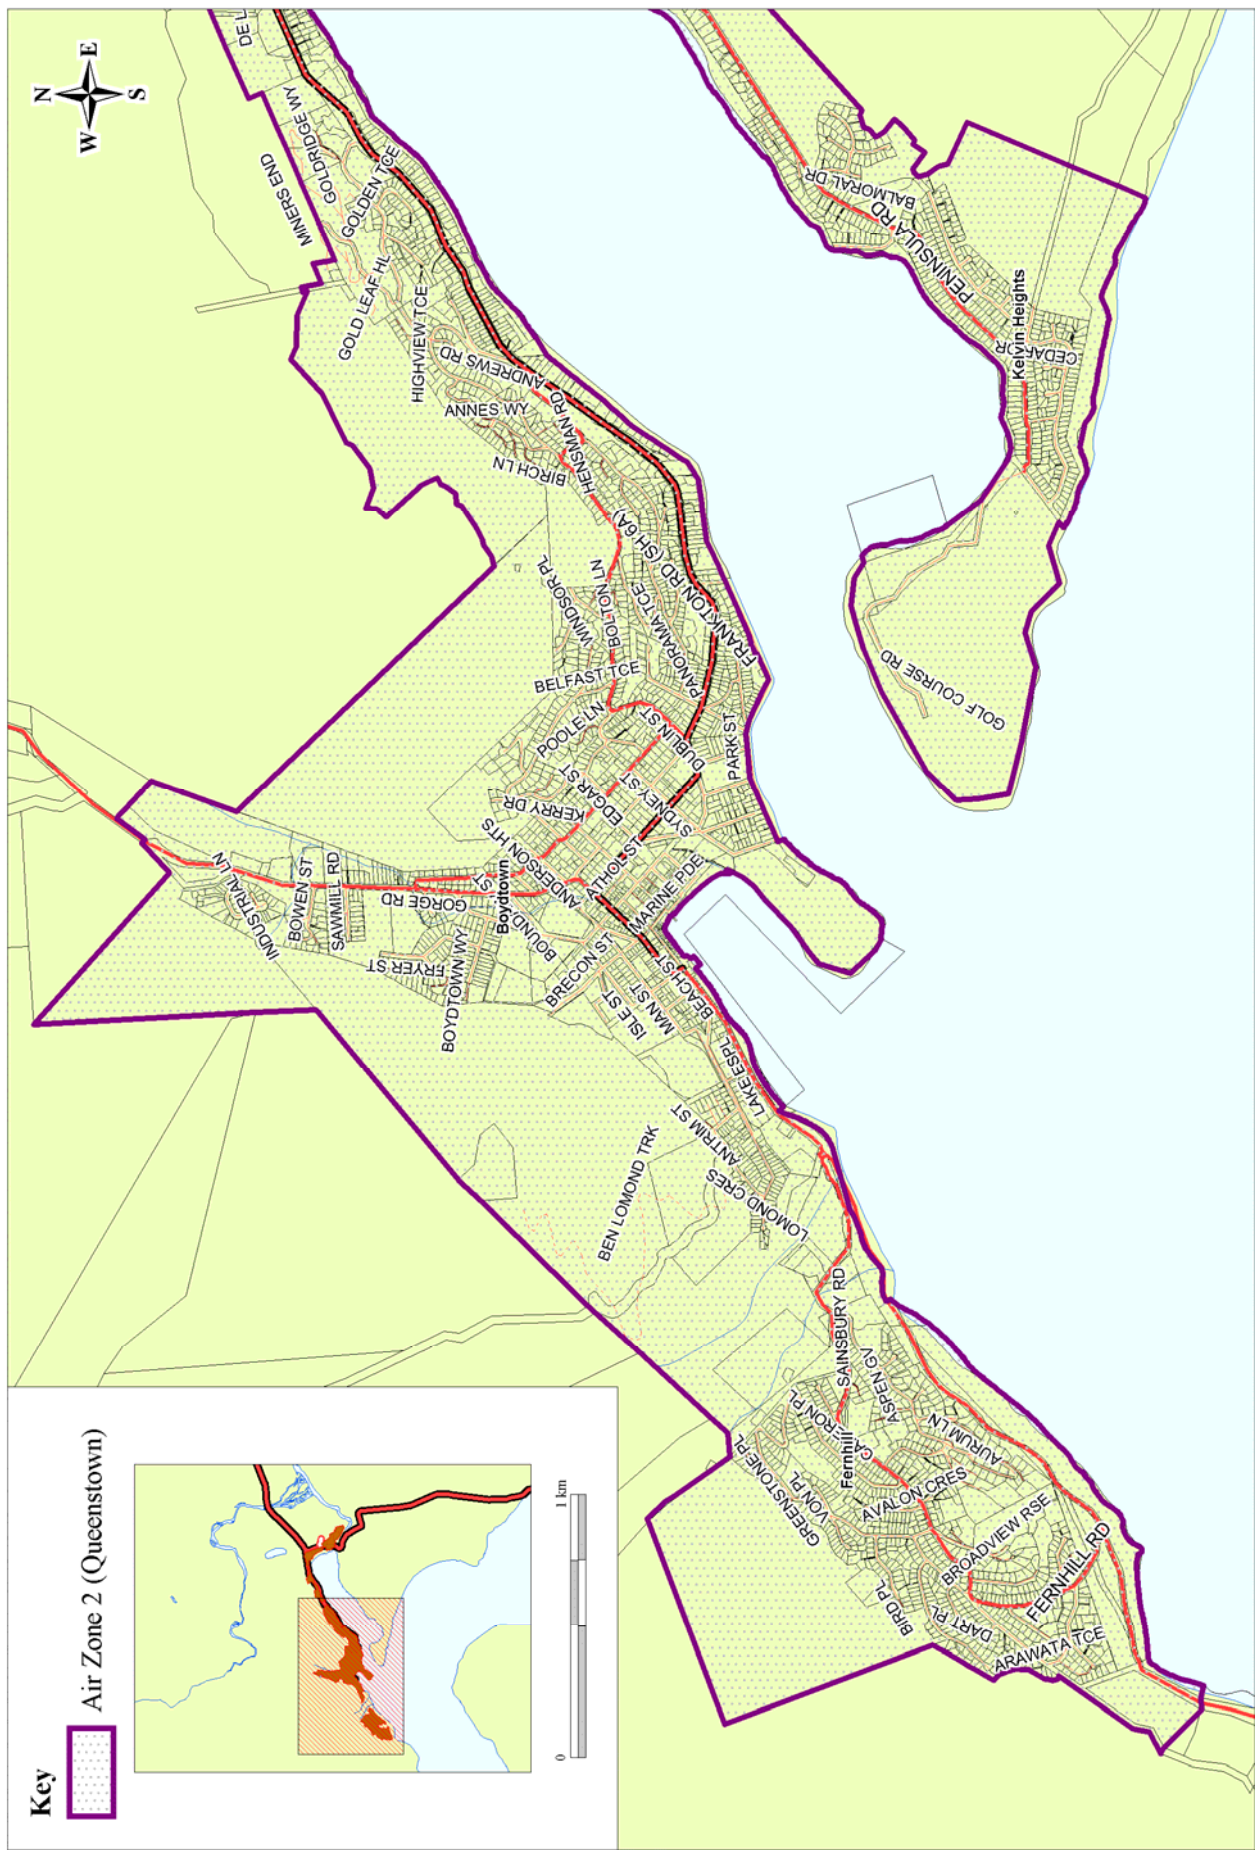 N
E
W
S
DE L
GOLDRIDGE WY
MINERS END
GOLDEN TCE
GOLD LEAF HL
HIGHVIEW TCE
ANDREWS RD
ANNES WY
HENSMAN RD
BIRCH LN
FRANKTON RD (SH 6A)
WINDSOR PL
BOLTON LN
PANORAMA TCE
BELFAST TCE
POOLE LN
DUBLIN ST
PARK ST
EDGAR ST
SYDNEY ST
KERRY DR
ANDERSON HTS
ATHOL ST
MARINE PDE
INDUSTRIAL LN
BOWEN ST
SAWMILL RD
GORGE RD
Boydtown
BOUND
ST
FRYER ST
BOYDTOWN WY
BRECON ST
ISLE ST
MAN ST
BEACH ST
LAKE ESPL
ANTRIM ST
LOMOND CRES
BEN LOMOND TRK
SAINSBURY RD
ASPEN GV
CAMERON PL
Fernhill
AURUM LN
GREENSTONE PL
VON PL
AVALON CRES
BROADVIEW RSE
FERNHILL RD
BIRD PL
DART PL
ARAWATA TCE
BALMORAL DR
PENINSULA RD
Kelvin Heights
CEDAR DR
GOLF COURSE RD
Key
Air Zone 2 (Queenstown)
0
1 km